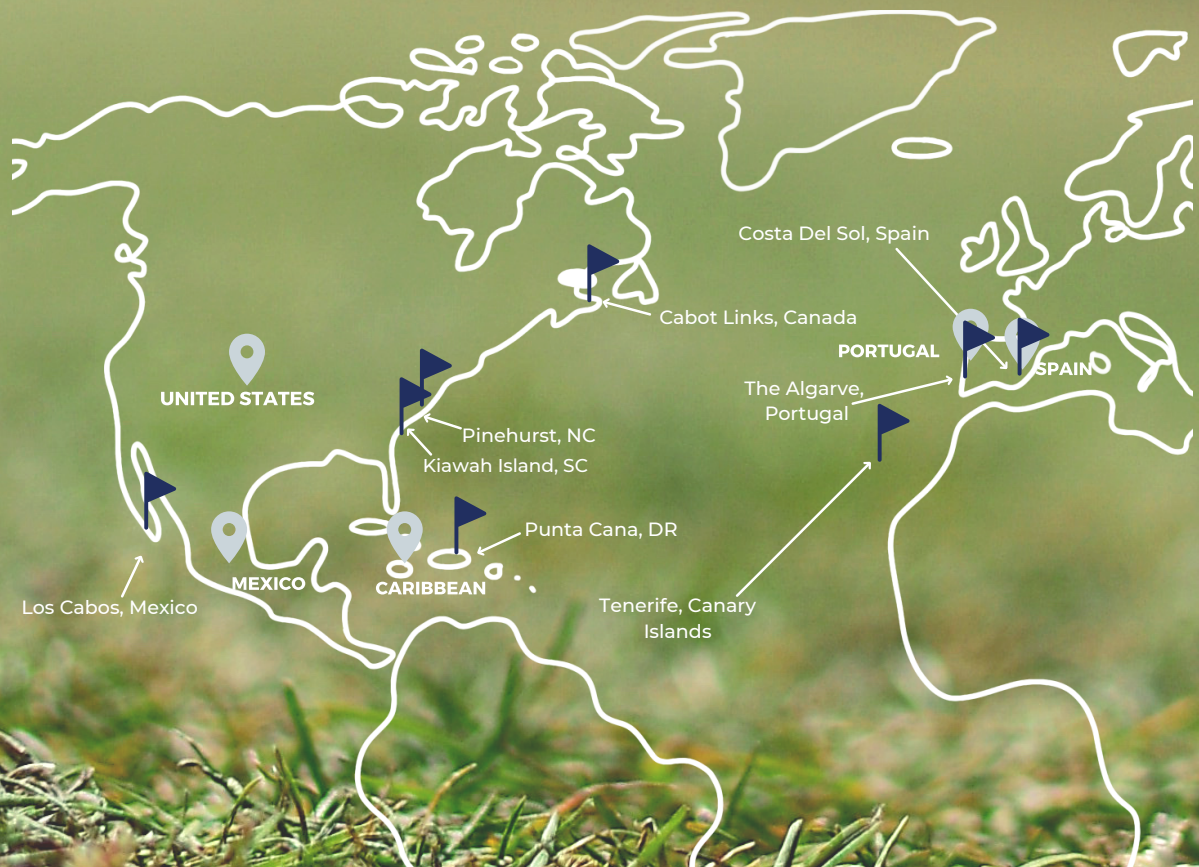 Costa Del Sol, Spain
Cabot Links, Canada
PORTUGAL
SPAIN
The Algarve,
Portugal
UNITED STATES
Pinehurst, NC
Kiawah Island, SC
Punta Cana, DR
MEXICO
CARIBBEAN
Los Cabos, Mexico
Tenerife, Canary
Islands